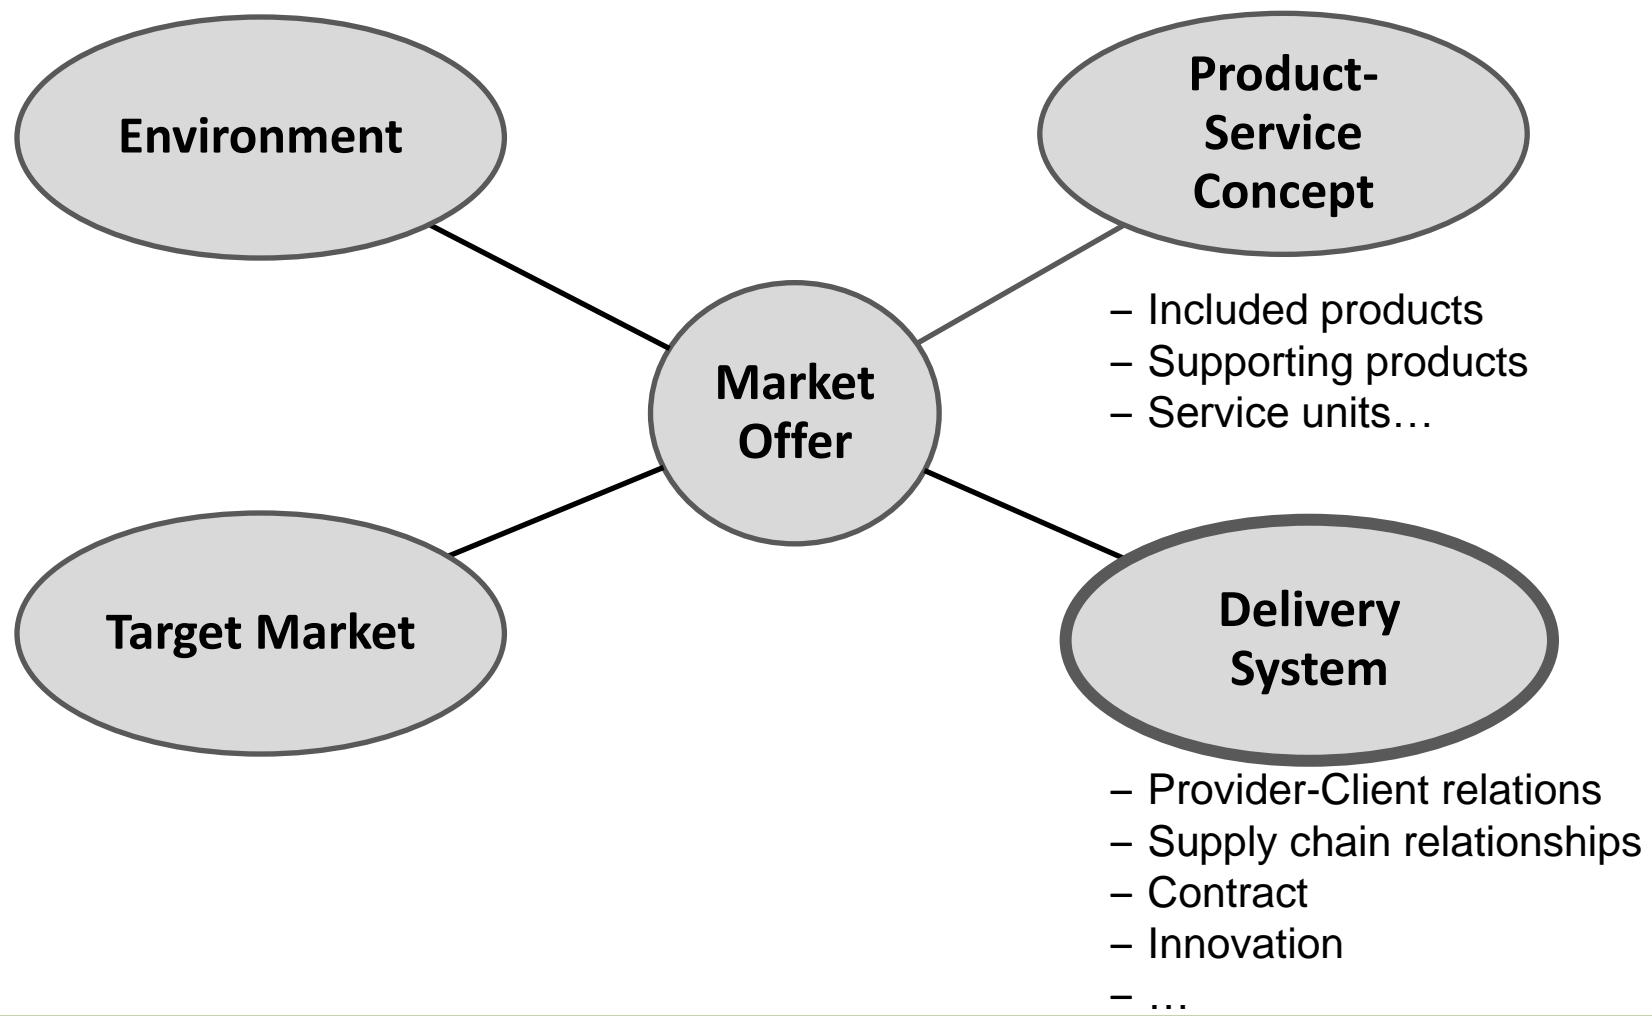 Environment
Product-
Service
Concept
– Included products
– Supporting products
– Service units…
Market
Offer
Target Market
Delivery
System
– Provider-Client relations
– Supply chain relationships
– Contract
– Innovation
– …